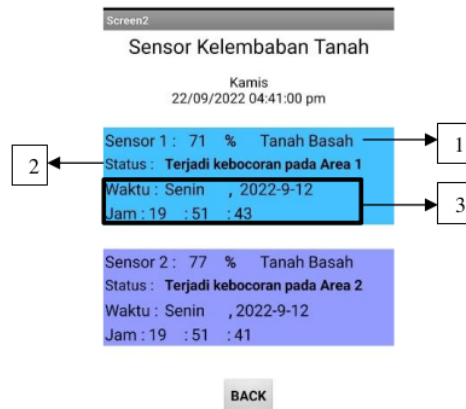 Screen2
Sensor Kelembaban Tanah
Kamis
22/09/2022 04:41:00 pm
Sensor 1 : 71 % Tanah Basah
1
2
Status : Terjadi kebocoran pada Area 1
Waktu : Senin , 2022-9-12
3
Jam : 19 : 51 : 43
Sensor 2 : 77 % Tanah Basah
Status : Terjadi kebocoran pada Area 2
Waktu : Senin , 2022-9-12
Jam : 19 : 51 : 41
BACK